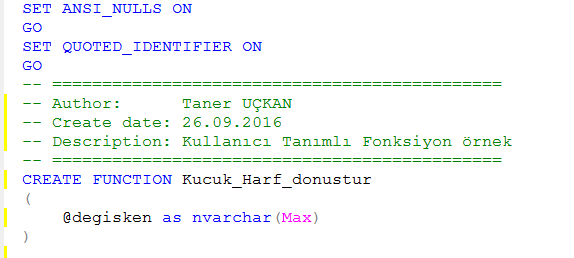 SET ANSI_NULLS ON
GO
SET QUOTED_IDENTIFIER ON
GO
-- =============================================
-- Author:      Taner UÇKAN
-- Create date: 26.09.2016
-- Description: Kullanıcı Tanımlı Fonksiyon örnek
-- =============================================
CREATE FUNCTION Kucuk_Harf_donustur
(
    @degisken as nvarchar(Max)
)